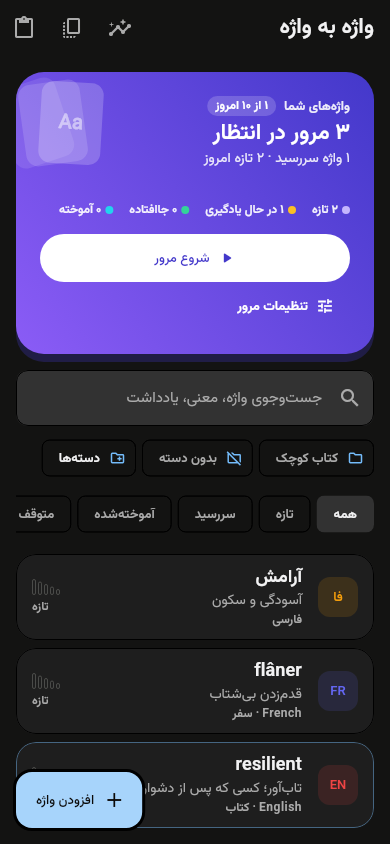 واژه به واژه
واژه‌های شما ۱ از ۱۰ امروز
۳ مرور در انتظار
۱ واژه سررسید · ۲ تازه امروز
Aa
۲ تازه ۱ در حال یادگیری ۰ جاافتاده ۰ آموخته
شروع مرور
تنظیمات مرور
جست‌وجوی واژه، معنی، یادداشت
کتاب کوچک بدون دسته دسته‌ها
همه تازه سررسید آموخته‌شده متوقف
فا
آرامش
آسودگی و سکون
فارسی
تازه
FR
flâner
قدم‌زدن بی‌شتاب
French · سفر
تازه
EN
resilient
تاب‌آور؛ کسی که پس از
English · کتاب
افزودن واژه